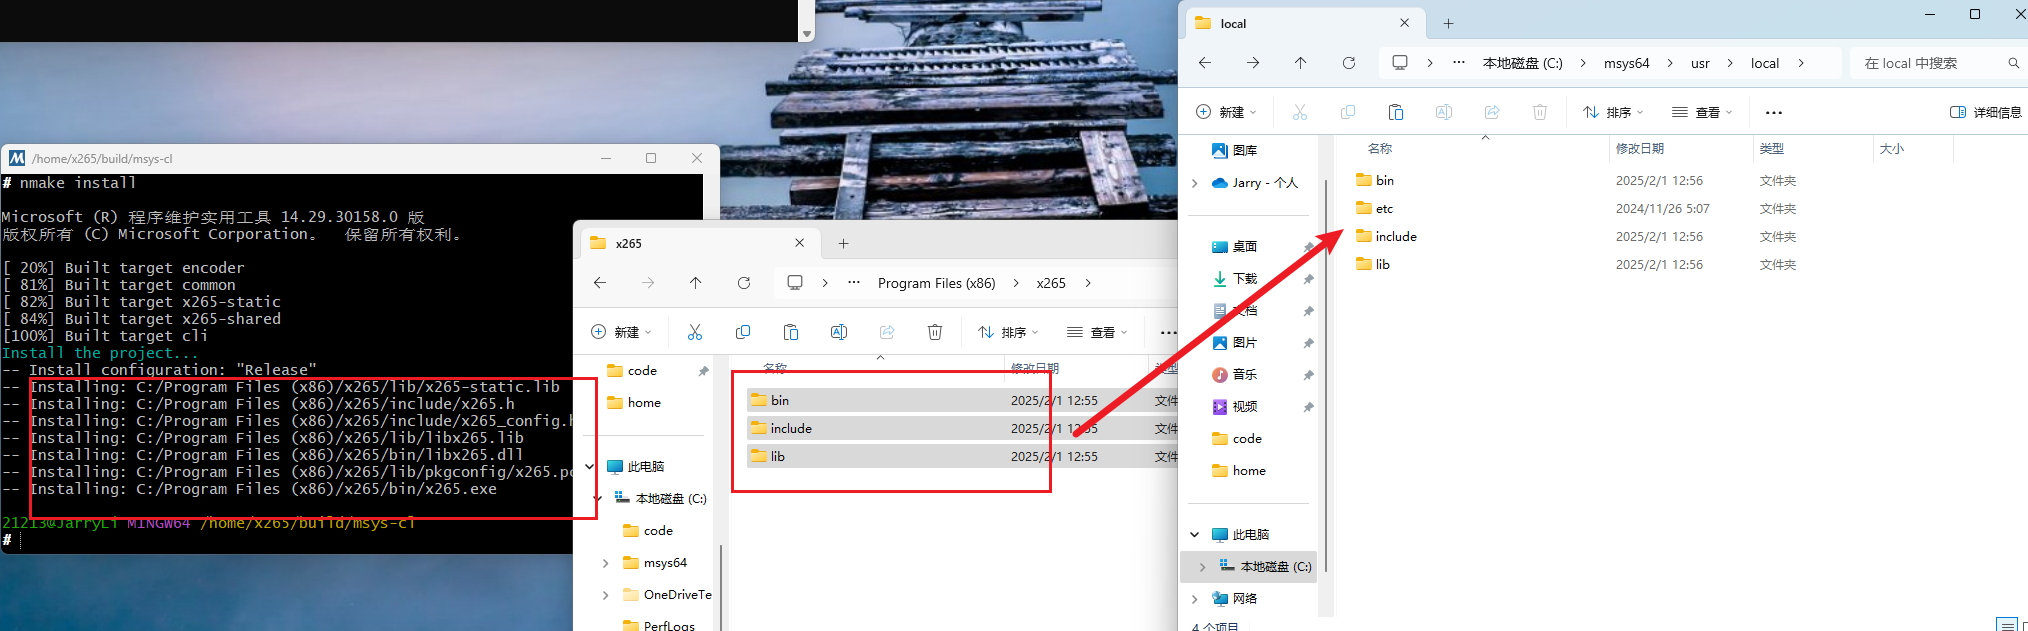 /home/x265/build/msys-cl
# nmake install
Microsoft (R) 程序维护实用工具 14.29.30158.0 版
版权所有 (C) Microsoft Corporation。  保留所有权利。
[ 20%] Built target encoder
[ 81%] Built target common
[ 82%] Built target x265-static
[ 84%] Built target x265-shared
[100%] Built target cli
Install the project...
-- Install configuration: "Release"
-- Installing: C:/Program Files (x86)/x265/lib/x265-static.lib
-- Installing: C:/Program Files (x86)/x265/include/x265.h
-- Installing: C:/Program Files (x86)/x265/include/x265_config.h
-- Installing: C:/Program Files (x86)/x265/lib/libx265.lib
-- Installing: C:/Program Files (x86)/x265/bin/libx265.dll
-- Installing: C:/Program Files (x86)/x265/lib/pkgconfig/x265.pc
-- Installing: C:/Program Files (x86)/x265/bin/x265.exe
21213@JarryLi MINGW64 /home/x265/build/msys-cl
#
x265
Program Files (x86) > x265 >
新建 排序 查看
code
home
此电脑
本地磁盘 (C:)
code
msys64
OneDriveTe
PerfLogs
名称 修改日期 类型
bin 2025/2/1 12:55 文件
include 2025/2/1 12:55 文件
lib 2025/2/1 12:55 文件
local
本地磁盘 (C:) > msys64 > usr > local >
在 local 中搜索
新建 排序 查看 详细信息
图库
Jarry - 个人
桌面
下载
文档
图片
音乐
视频
code
home
此电脑
本地磁盘 (C:)
网络
4 个项目
名称 修改日期 类型 大小
bin 2025/2/1 12:56 文件夹
etc 2024/11/26 5:07 文件夹
include 2025/2/1 12:56 文件夹
lib 2025/2/1 12:56 文件夹